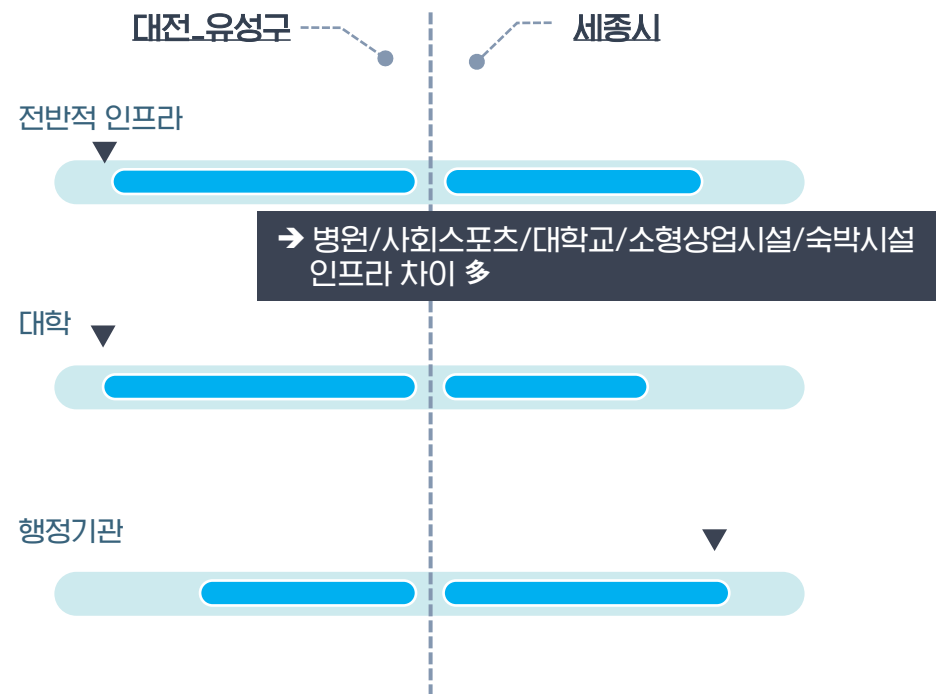 대전_유성구
세종시
전반적 인프라
➔ 병원/사회스포츠/대학교/소형상업시설/숙박시설
인프라 차이 多
대학
행정기관